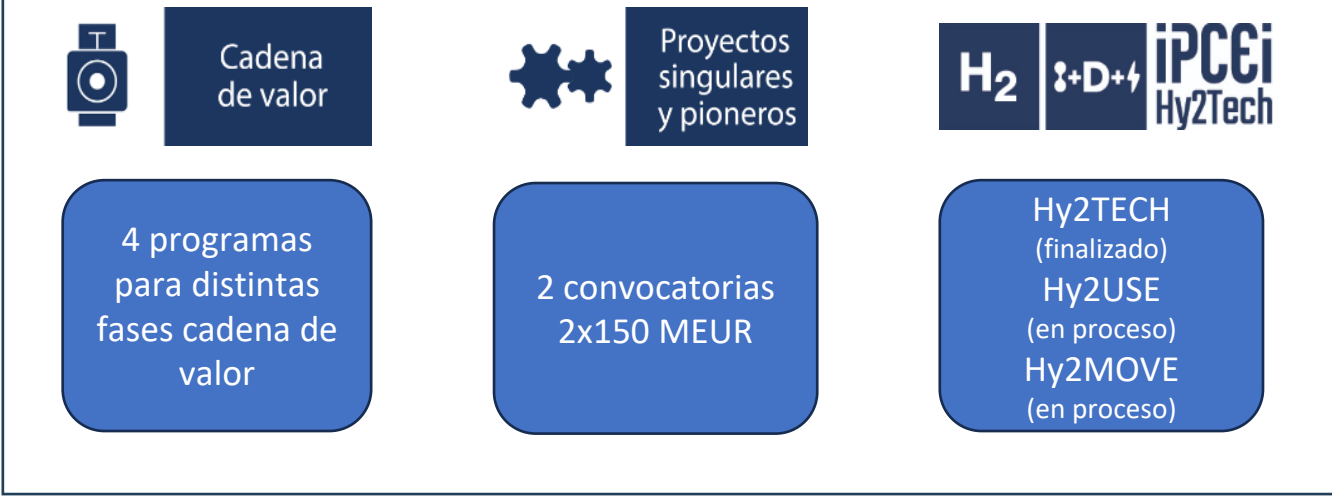 Cadena
de valor
4 programas
para distintas
fases cadena de
valor
Proyectos
singulares
y pioneros
2 convocatorias
2x150 MEUR
H₂
+D+
iPCEi
Hy2Tech
Hy2TECH
(finalizado)
Hy2USE
(en proceso)
Hy2MOVE
(en proceso)